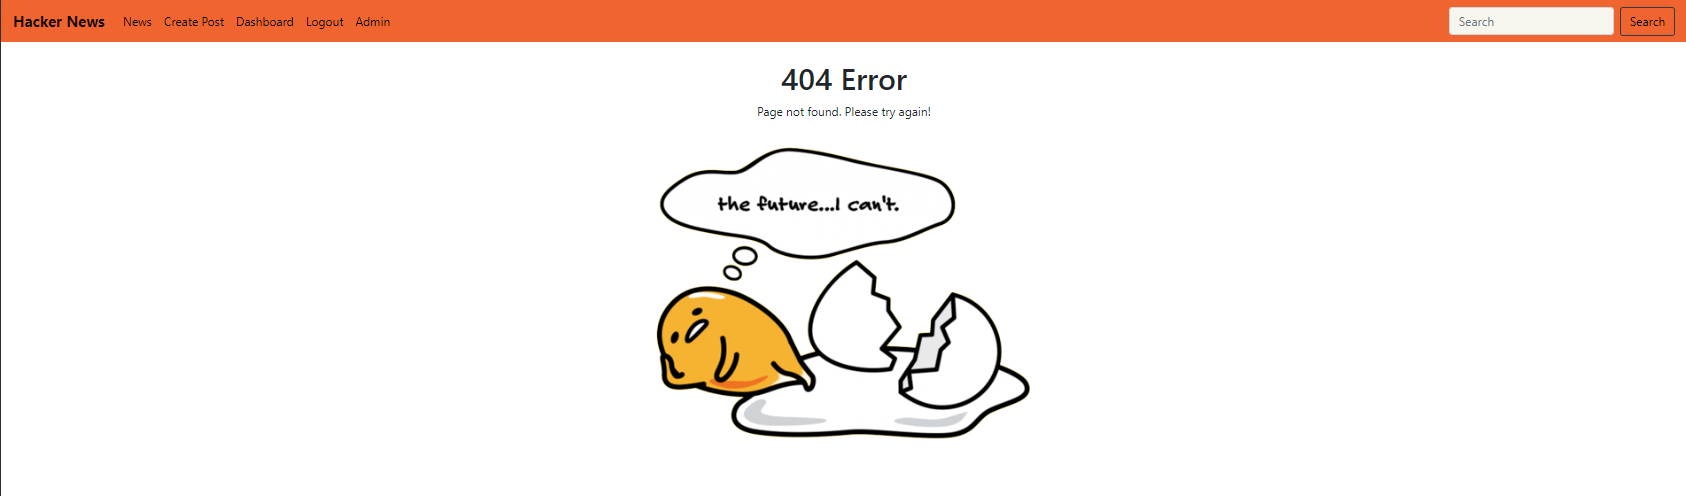 Hacker News News Create Post Dashboard Logout Admin Search Search
404 Error
Page not found. Please try again!
the future...I can't.